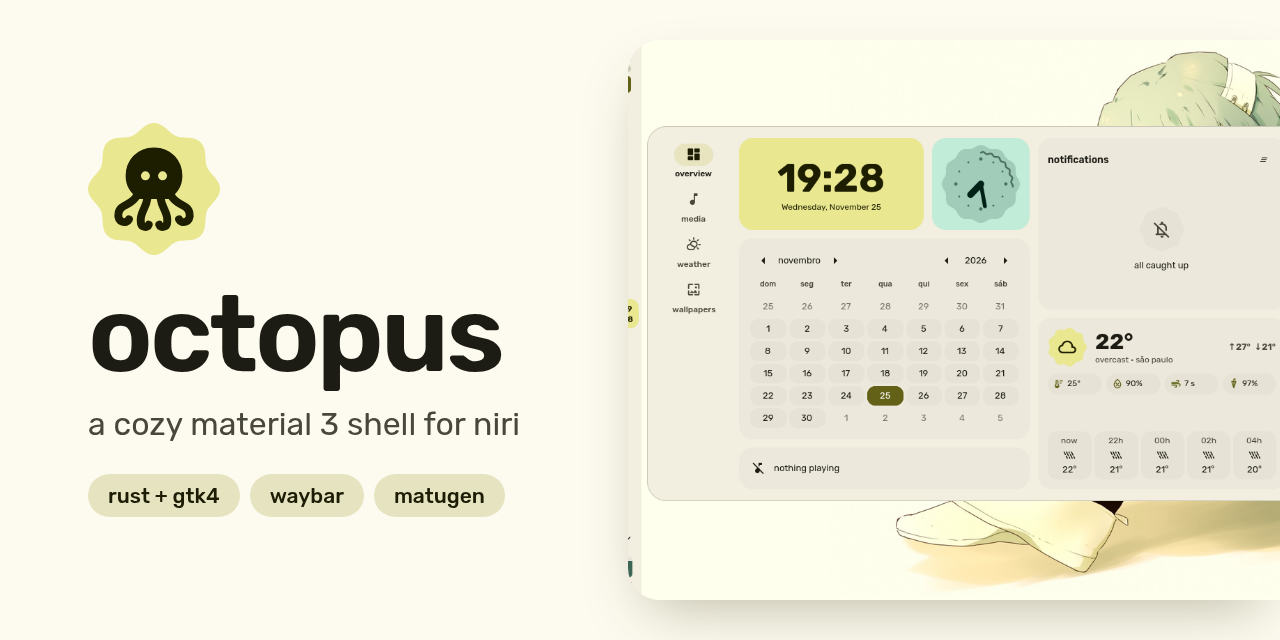 octopus
a cozy material 3 shell for niri
rust + gtk4
waybar
matugen
overview
media
weather
wallpapers
19:28
Wednesday, November 25
novembro
2026
dom seg ter qua qui sex sáb
25 26 27 28 29 30 31
1 2 3 4 5 6 7
8 9 10 11 12 13 14
15 16 17 18 19 20 21
22 23 24 25 26 27 28
29 30 1 2 3 4 5
nothing playing
notifications
all caught up
22°
overcast • são paulo
↑27° ↓21°
25° 90% 7 s 97%
now 22h 00h 02h 04h
22° 21° 21° 21° 20°